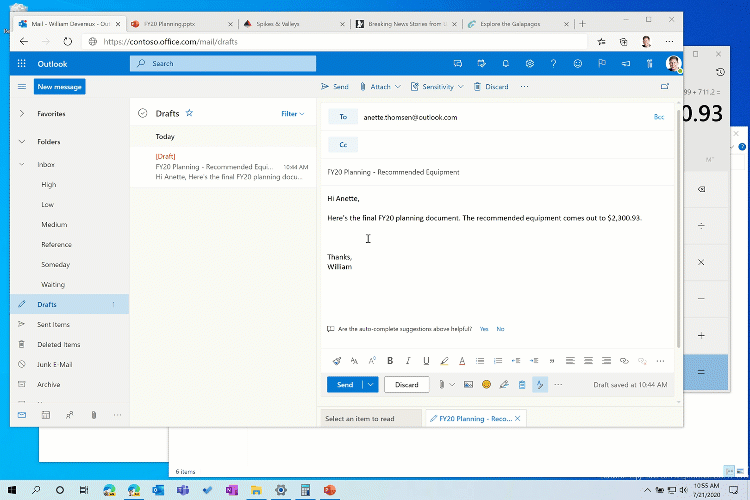 Mail - William Devereux - Out
FY20 Planning.pptx
Spikes & Valleys
Breaking News Stories from
Explore the Galapagos
https://contoso.office.com/mail/drafts
Outlook
Search
New message
Send
Attach
Sensitivity
Discard
...
Favorites
Folders
Inbox
High
Low
Medium
Reference
Someday
Waiting
Drafts
Sent Items
Deleted Items
Junk E-Mail
Archive
Drafts
Filter
Today
[Draft]
FY20 Planning - Recommended Equi...
10:44 AM
Hi Anette, Here's the final FY20 planning docu...
To
anette.thomsen@outlook.com
Bcc
Cc
FY20 Planning - Recommended Equipment
Hi Anette,
Here's the final FY20 planning document. The recommended equipment comes out to $2,300.93.
Thanks,
William
Are the auto-complete suggestions above helpful?
Yes
No
B I U
Send
Discard
Draft saved at 10:44 AM
Select an item to read
FY20 Planning - Reco...
99 + 711.2 =
0.93
6 items
10:55 AM
7/21/2020